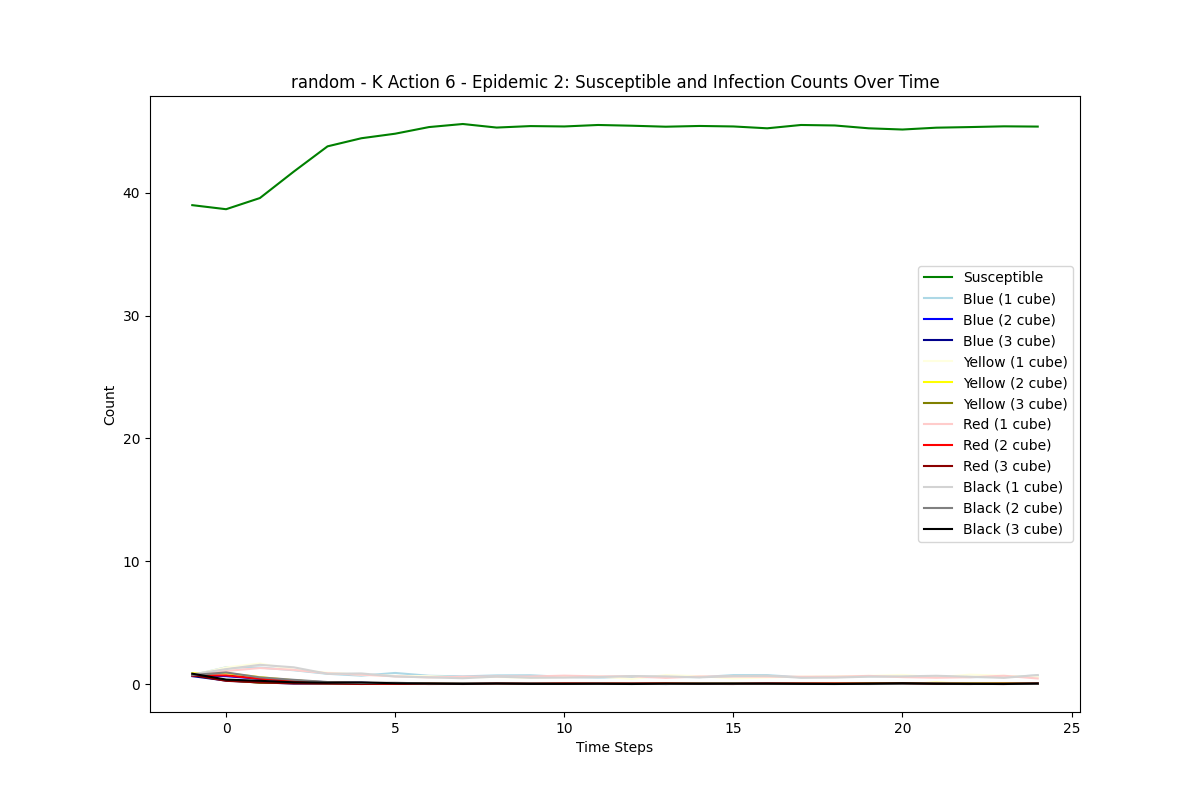 random - K Action 6 - Epidemic 2: Susceptible and Infection Counts Over Time
Count
40
30
20
10
0
Susceptible
Blue (1 cube)
Blue (2 cube)
Blue (3 cube)
Yellow (1 cube)
Yellow (2 cube)
Yellow (3 cube)
Red (1 cube)
Red (2 cube)
Red (3 cube)
Black (1 cube)
Black (2 cube)
Black (3 cube)
0 5 10 15 20 25
Time Steps